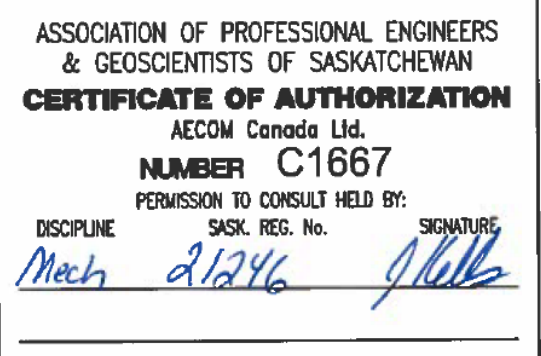 ASSOCIATION OF PROFESSIONAL ENGINEERS
& GEOSCIENTISTS OF SASKATCHEWAN
CERTIFICATE OF AUTHORIZATION
AECOM Canada Ltd.
NUMBER C1667
PERMISSION TO CONSULT HELD BY:
DISCIPLINE SASK. REG. No. SIGNATURE
Mech 21246